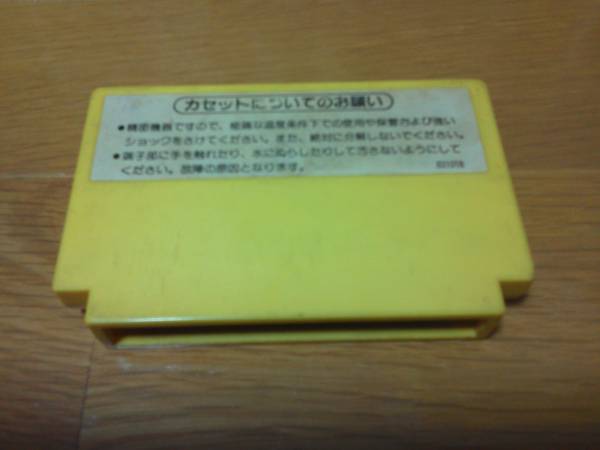 カセットについてのお願い
●精密機器ですので、極端な温度条件下での使用や保管および強い
ショックをさけてください。また、絶対に分解しないでください。
●端子部に手を触れたり、水にぬらしたりして汚さないようにして
ください。故障の原因となります。